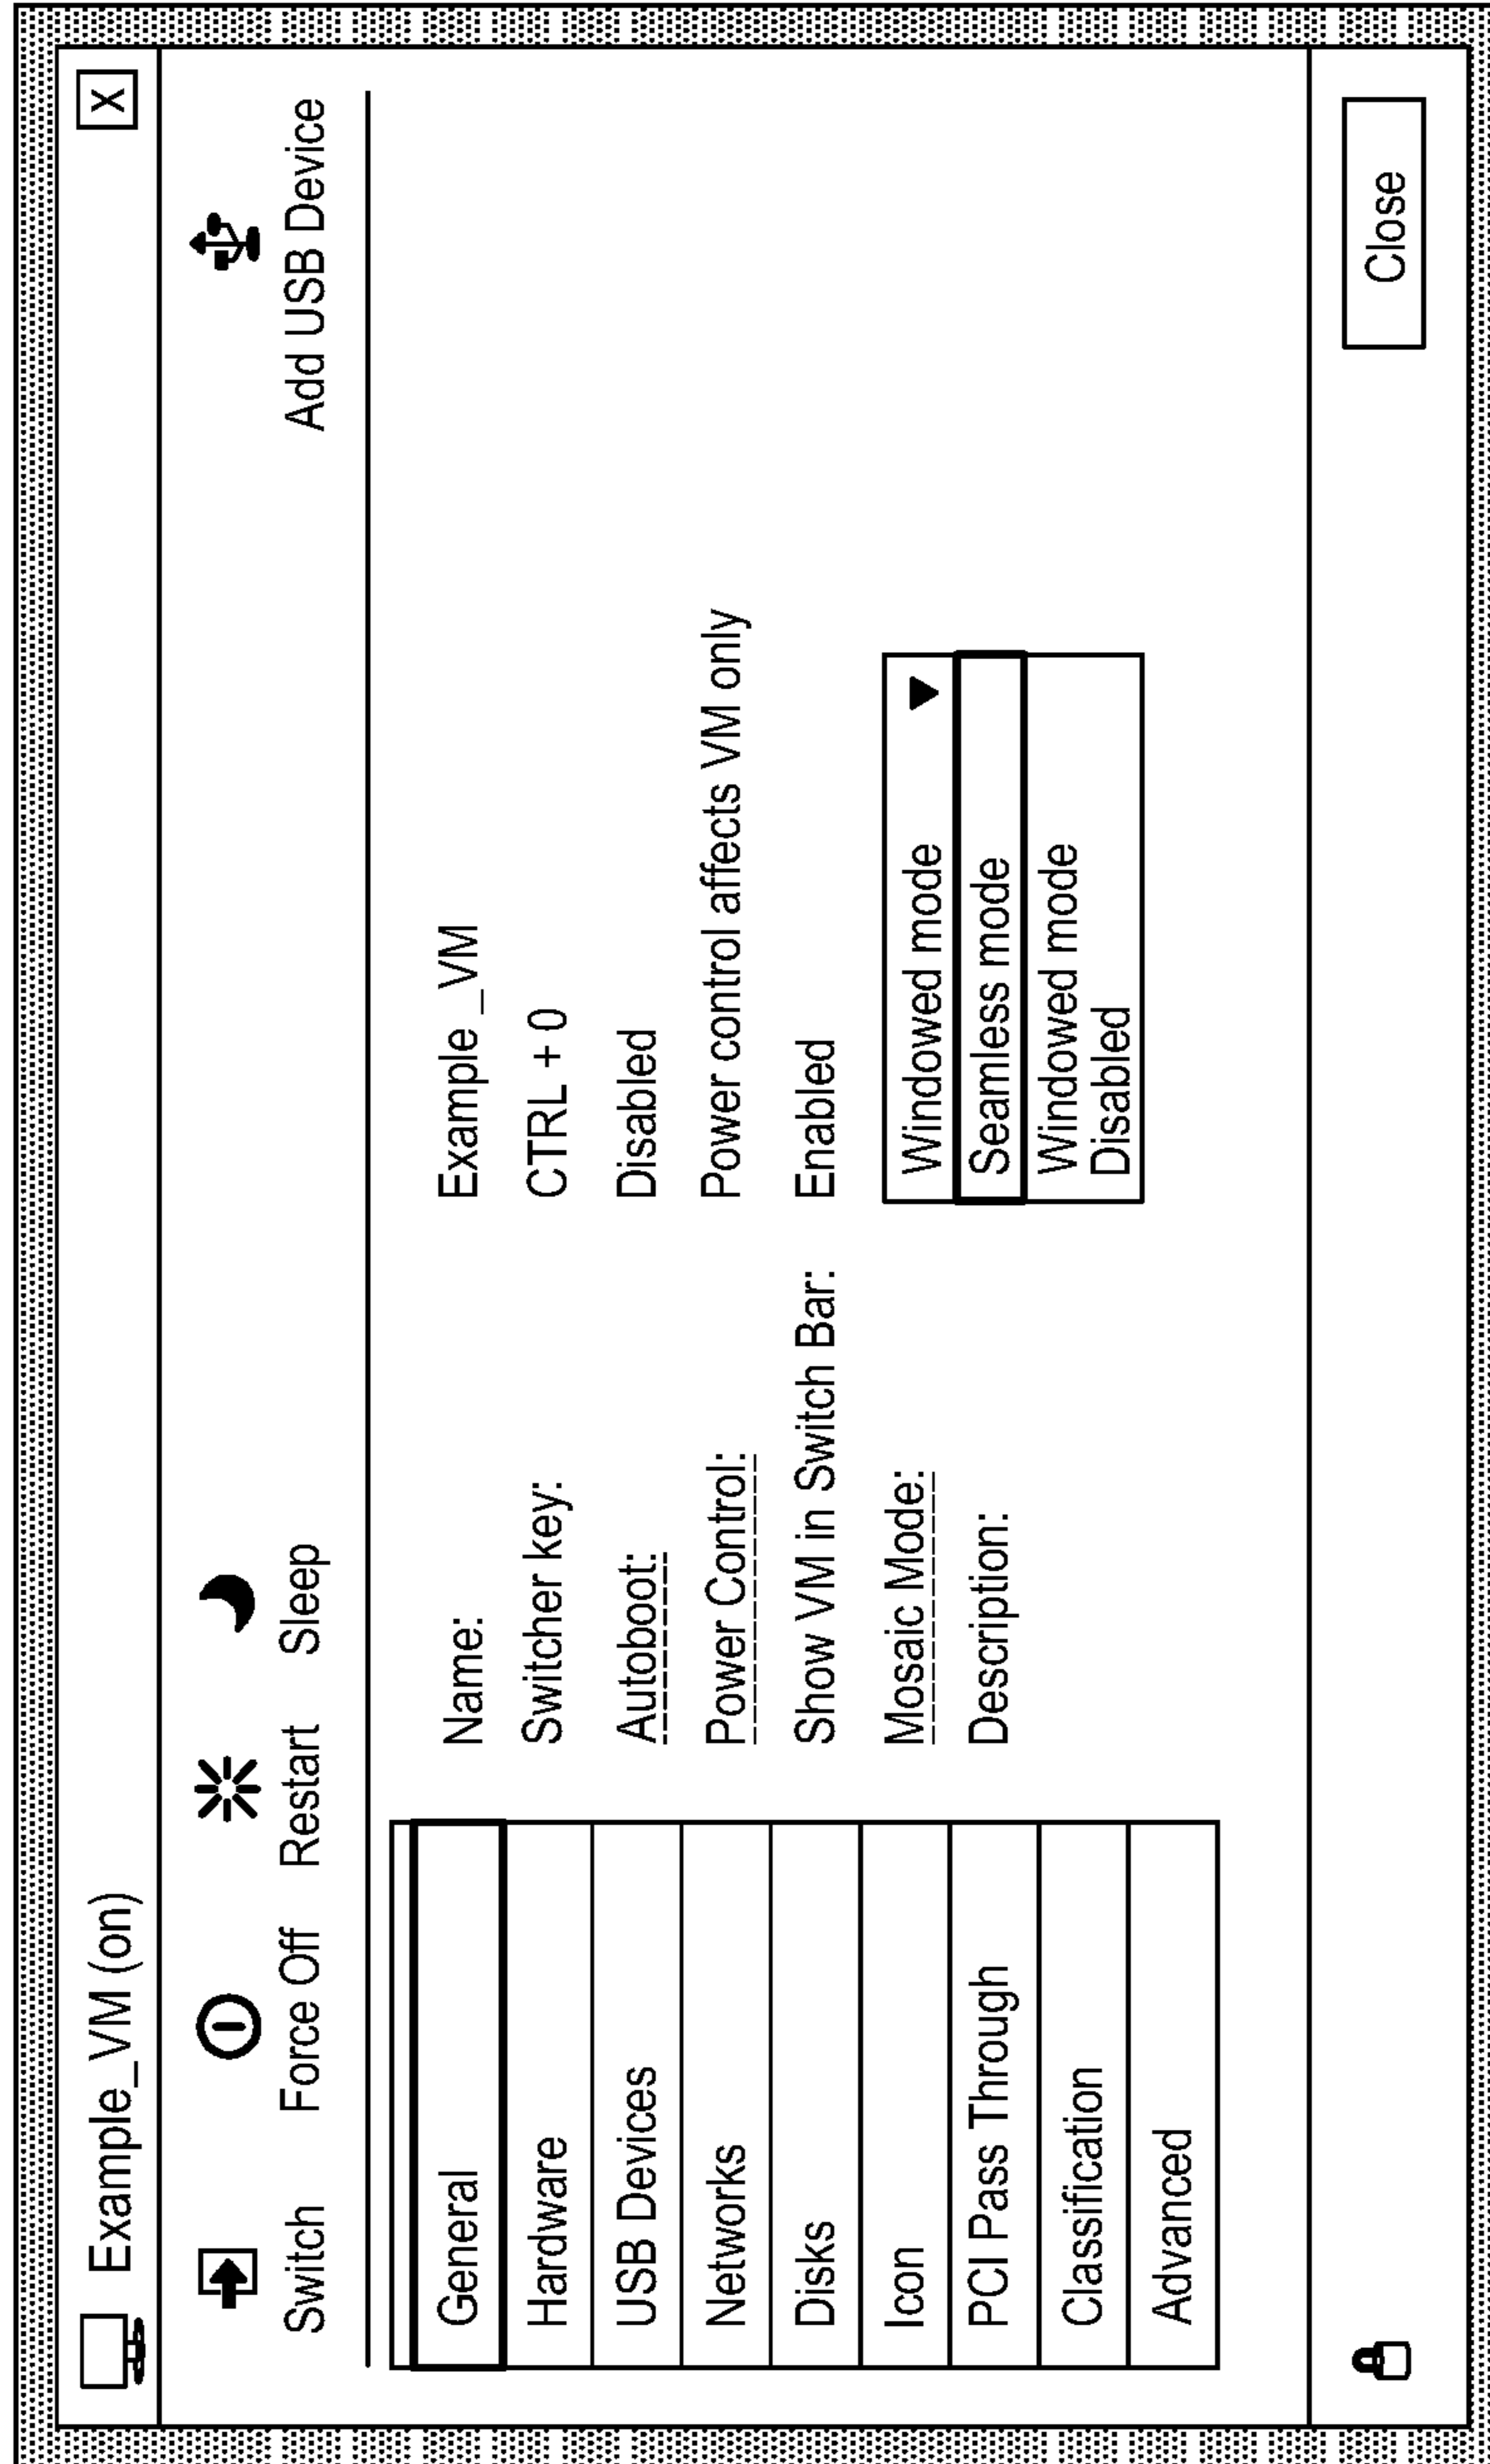 Example_VM (on)
X
Switch
Force Off
Restart
Sleep
Add USB Device
General
Hardware
USB Devices
Networks
Disks
Icon
PCI Pass Through
Classification
Advanced
Name: Example _VM
Switcher key: CTRL + 0
Autoboot: Disabled
Power Control: Power control affects VM only
Show VM in Switch Bar: Enabled
Mosaic Mode: Windowed mode
Seamless mode
Windowed mode
Disabled
Description:
Close